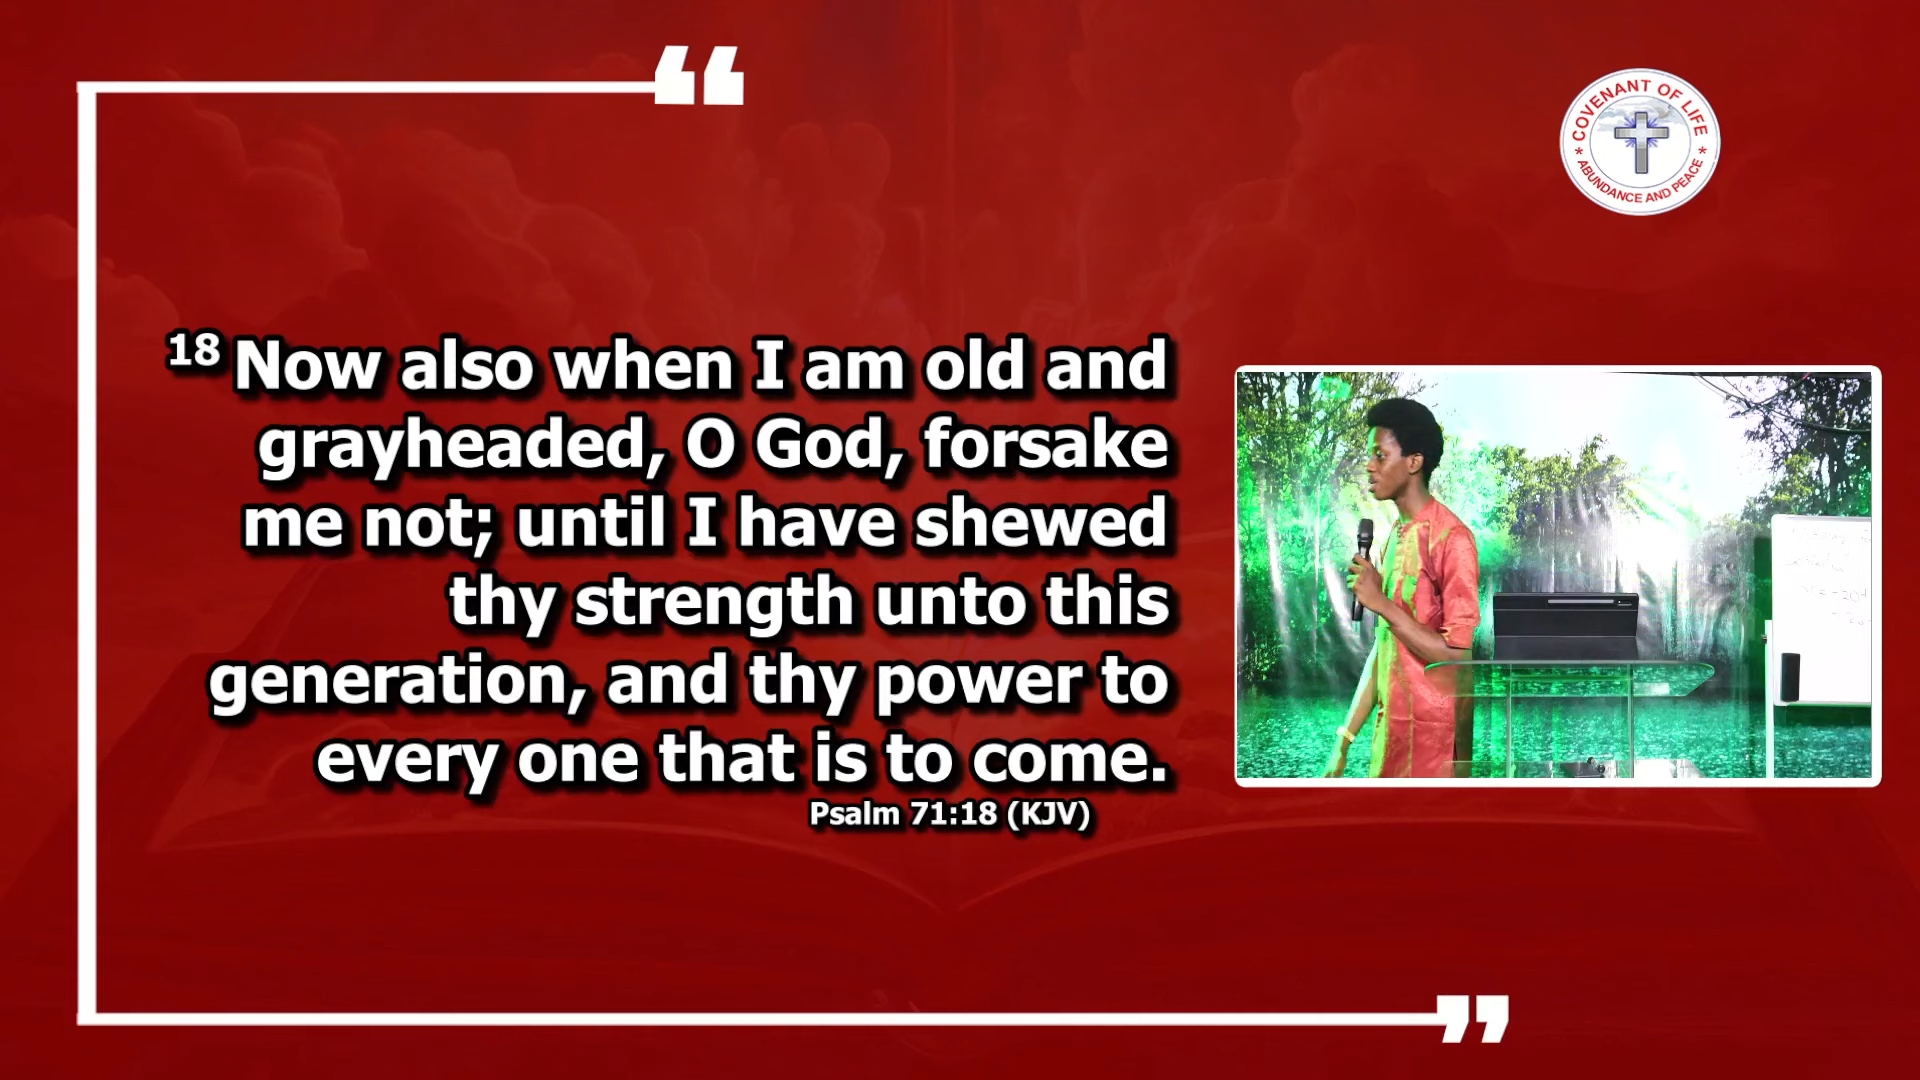 “
COVENANT OF LIFE
* ABUNDANCE AND PEACE *
18 Now also when I am old and
grayheaded, O God, forsake
me not; until I have shewed
thy strength unto this
generation, and thy power to
every one that is to come.
Psalm 71:18 (KJV)
”